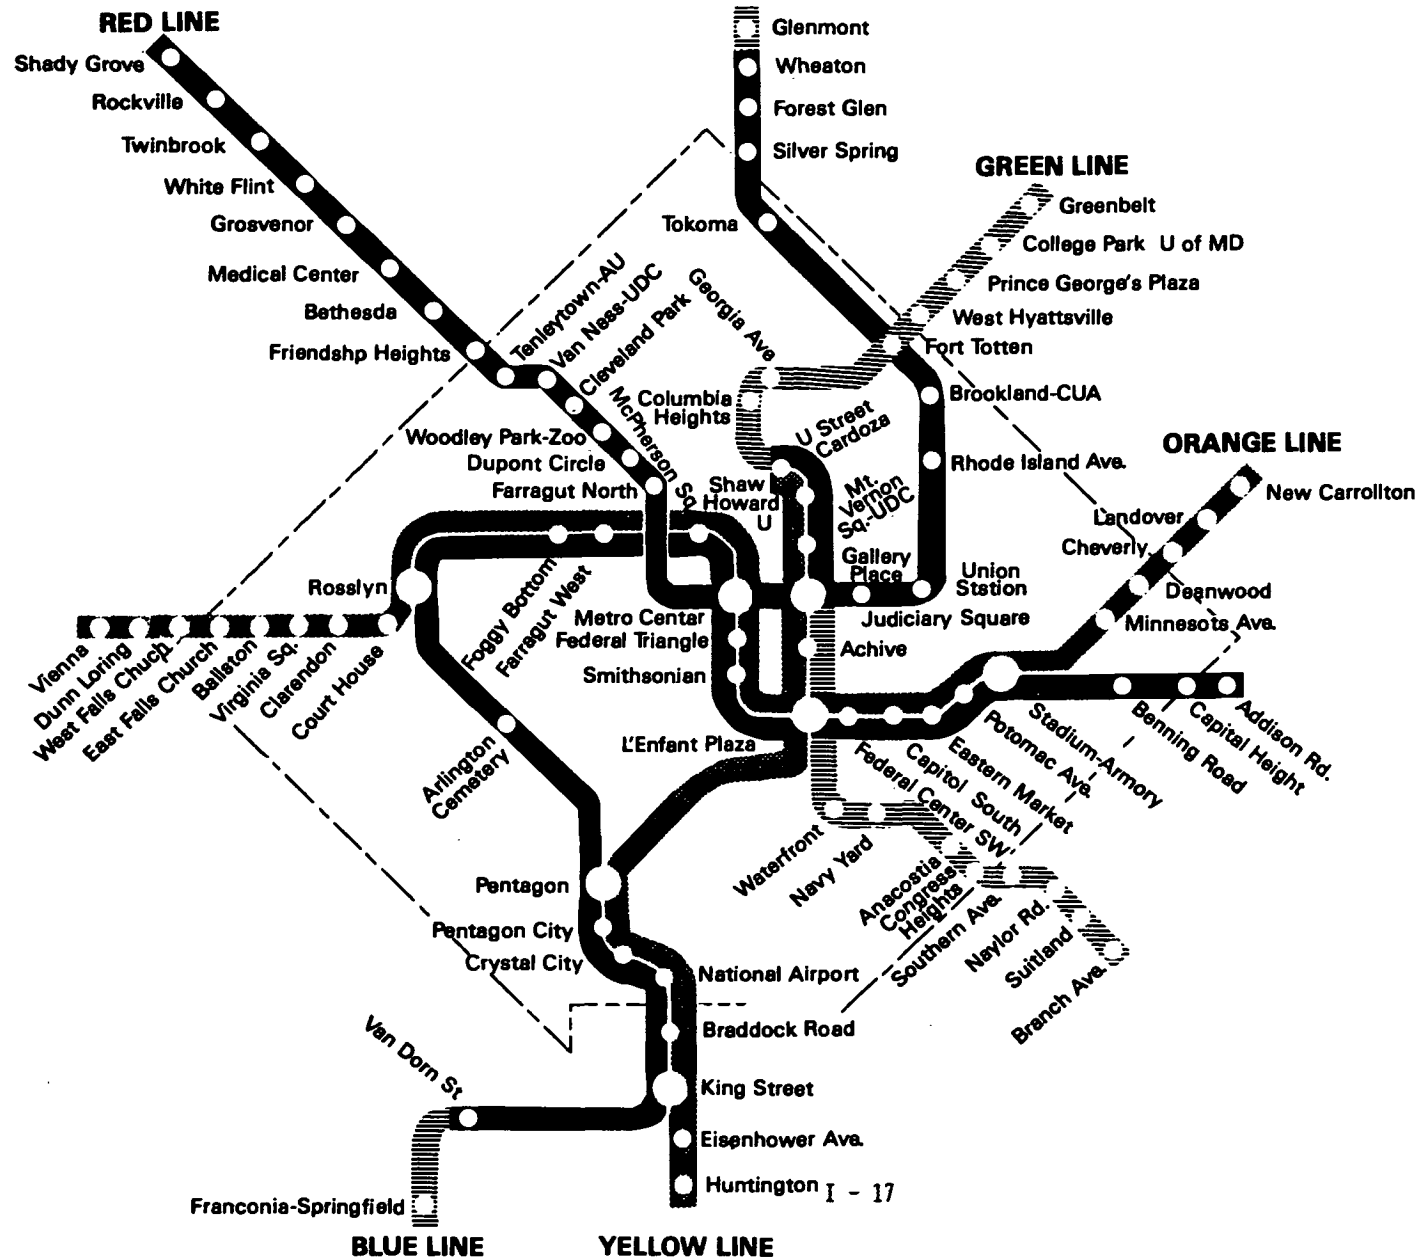 RED LINE
Shady Grove
Rockville
Twinbrook
White Flint
Grosvenor
Medical Center
Bethesda
Friendshp Heights
Tenleytown-AU
Van Ness-UDC
Cleveland Park
Woodley Park-Zoo
Dupont Circle
Farragut North
McPherson Sq.
Glenmont
Wheaton
Forest Glen
Silver Spring
Tokoma
GREEN LINE
Greenbelt
College Park U of MD
Prince George's Plaza
West Hyattsville
Fort Totten
Georgia Ave
Columbia
Heights
U Street
Cardoza
Shaw
Howard
U
Mt.
Vernon
Sq.-UDC
Brookland-CUA
Rhode Island Ave.
ORANGE LINE
New Carrollton
Landover
Cheverly
Deanwood
Minnesota Ave.
Gallery
Place
Union
Station
Judiciary Square
Rosslyn
Foggy Bottom
Farragut West
Metro Centar
Federal Triangle
Smithsonian
Achive
L'Enfant Plaza
Vienna
Dunn Loring
West Falls Chuch
East Falls Church
Ballston
Virginia Sq.
Clarendon
Court House
Arlington
Cemetery
Federal Center SW
Capitol South
Eastern Market
Potomac Ave.
Stadium-Armory
Benning Road
Capital Height
Addison Rd.
Waterfront
Navy Yard
Anacostia
Congress
Heights
Southern Ave.
Naylor Rd.
Suitland
Branch Ave.
Pentagon
Pentagon City
Crystal City
National Airport
Braddock Road
King Street
Van Dorn St
Eisenhower Ave.
Huntington
I - 17
Franconia-Springfield
BLUE LINE
YELLOW LINE